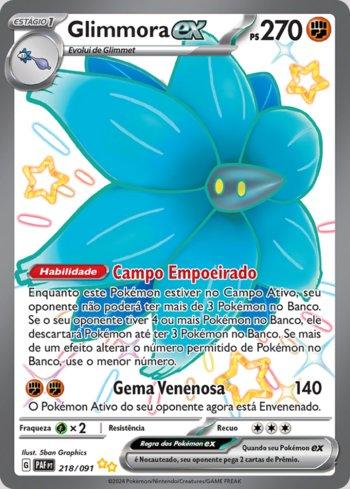 ESTÁGIO 1
Glimmora ex PS 270
Evolui de Glimmet
Habilidade Campo Empoeirado
Enquanto este Pokémon estiver no Campo Ativo, seu
oponente não poderá ter mais de 3 Pokémon no Banco.
Se o seu oponente tiver 4 ou mais Pokémon no Banco, ele
descartará Pokémon até ter 3 Pokémon no Banco. Se mais
de um efeito alterar o número permitido de Pokémon no
Banco, use o menor número.
Gema Venenosa 140
O Pokémon Ativo do seu oponente agora está Envenenado.
Fraqueza ×2 Resistência Recuo
Ilust. 5ban Graphics
Regra dos Pokémon ex Quando seu Pokémon ex
é Nocauteado, seu oponente pega 2 cartas de Prêmio.
G PAF PT 218/091
©2024 Pokémon/Nintendo/Creatures/GAME FREAK